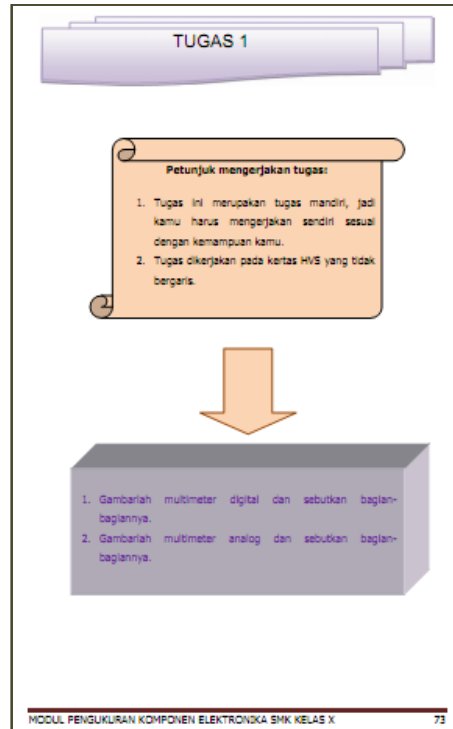 TUGAS 1
Petunjuk mengerjakan tugas:
1. Tugas ini merupakan tugas mandiri, jadi
kamu harus mengerjakan sendiri sesuai
dengan kemampuan kamu.
2. Tugas dikerjakan pada kertas HVS yang tidak
bergaris.
1. Gambarlah multimeter digital dan sebutkan bagian-
bagiannya.
2. Gambarlah multimeter analog dan sebutkan bagian-
bagiannya.
MODUL PENGUKURAN KOMPONEN ELEKTRONIKA SMK KELAS X 73